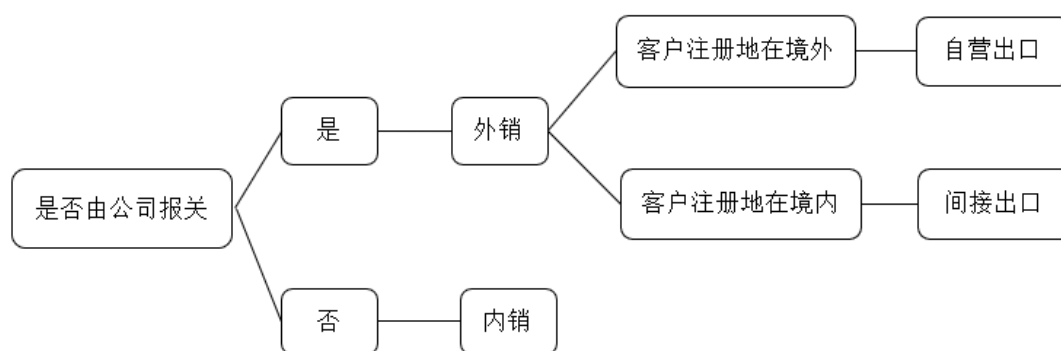 是否由公司报关
是
外销
客户注册地在境外
自营出口
客户注册地在境内
间接出口
否
内销